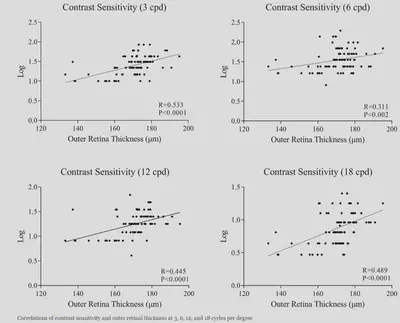 Contrast Sensitivity (3 cpd)
2.5
2.0
1.5
1.0
0.5
0.0
Log
120
140
160
180
200
Outer Retina Thickness (μm)
R=0.533
P<0.0001
Contrast Sensitivity (6 cpd)
2.5
2.0
1.5
1.0
0.5
0.0
Log
120
140
160
180
200
Outer Retina Thickness (μm)
R=0.311
P<0.002
Contrast Sensitivity (12 cpd)
2.0
1.5
1.0
0.5
0.0
Log
120
140
160
180
200
Outer Retina Thickness (μm)
R=0.445
P<0.0001
Contrast Sensitivity (18 cpd)
1.5
1.0
0.5
0.0
Log
120
140
160
180
200
Outer Retina Thickness (μm)
R=0.489
P<0.0001
Correlations of contrast sensitivity and outer retinal thickness at 3, 6, 12, and 18 cycles per degree